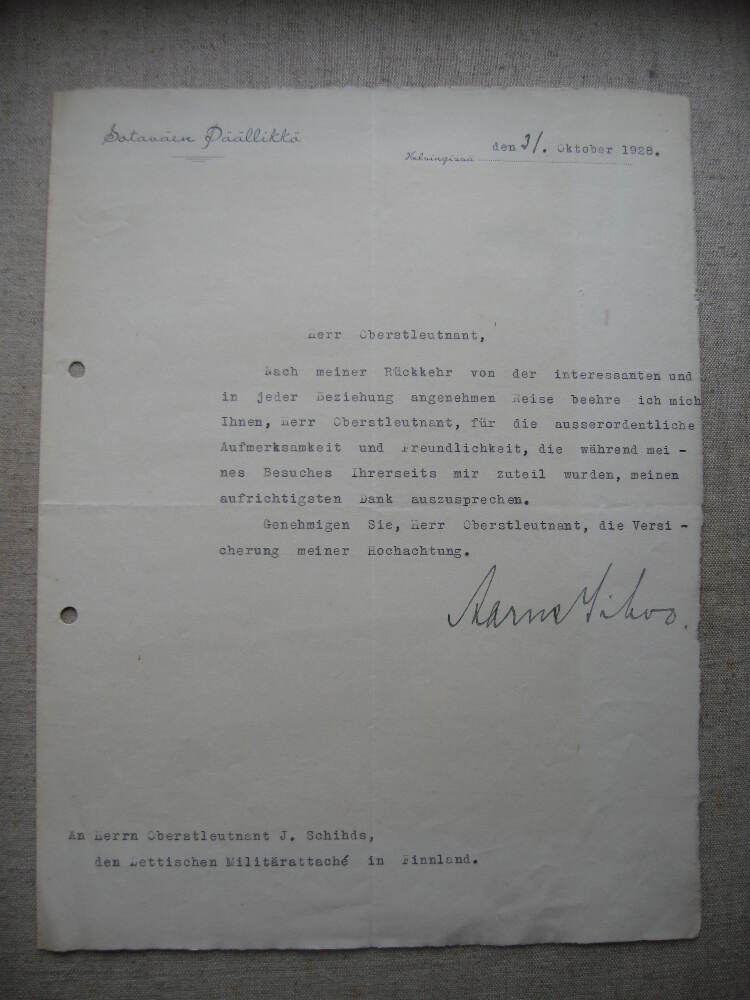 Sotaväen Päällikkö
Helsingissä den 31. Oktober 1928.
Herr Oberstleutnant,
Nach meiner Rückkehr von der interessanten und
in jeder Beziehung angenehmen Reise beehre ich mich
Ihnen, Herr Oberstleutnant, für die ausserordentliche
Aufmerksamkeit und Freundlichkeit, die während mei -
nes Besuches Ihrerseits mir zuteil wurden, meinen
aufrichtigsten Dank auszusprechen.
Genehmigen Sie, Herr Oberstleutnant, die Versi -
cherung meiner Hochachtung.
Aarne Sihvo.
An Herrn Oberstleutnant J. Schihds,
den Lettischen Militärattaché in Finnland.